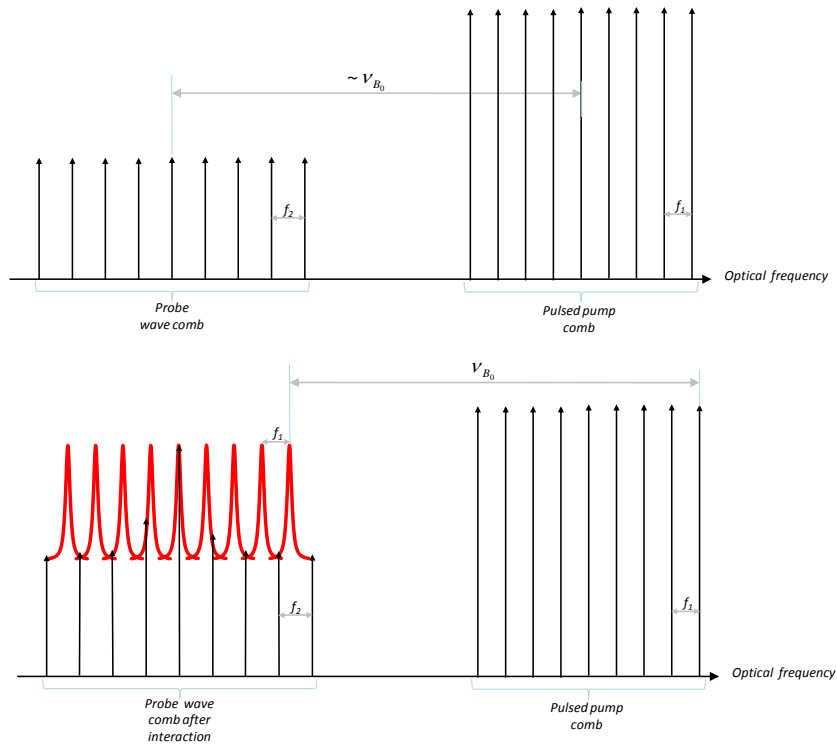 ~ ν_B₀
f₂
f₁
Optical frequency
Probe
wave comb
Pulsed pump
comb
ν_B₀
f₁
f₂
f₁
Optical frequency
Probe wave
comb after
interaction
Pulsed pump
comb